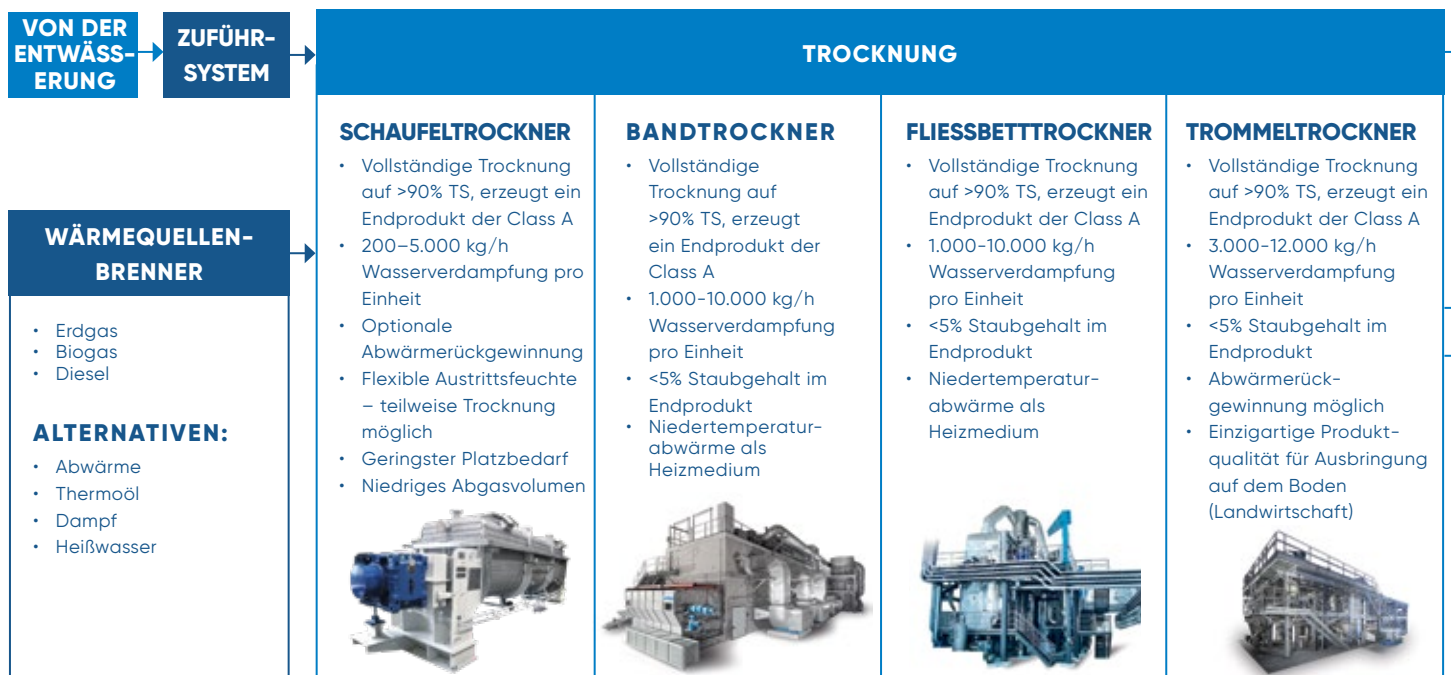 VON DER
ENTWÄSS-
ERUNG
ZUFÜHR-
SYSTEM
TROCKNUNG
WÄRMEQUELLEN-
BRENNER
• Erdgas
• Biogas
• Diesel
ALTERNATIVEN:
• Abwärme
• Thermoöl
• Dampf
• Heißwasser
SCHAUFELTROCKNER
• Vollständige Trocknung
auf >90% TS, erzeugt ein
Endprodukt der Class A
• 200–5.000 kg/h
Wasserverdampfung pro
Einheit
• Optionale
Abwärmerückgewinnung
• Flexible Austrittsfeuchte
– teilweise Trocknung
möglich
• Geringster Platzbedarf
• Niedriges Abgasvolumen
BANDTROCKNER
• Vollständige
Trocknung auf
>90% TS, erzeugt
ein Endprodukt der
Class A
• 1.000-10.000 kg/h
Wasserverdampfung
pro Einheit
• <5% Staubgehalt im
Endprodukt
• Niedertemperatur-
abwärme als
Heizmedium
FLIESSBETTTROCKNER
• Vollständige Trocknung
auf >90% TS, erzeugt ein
Endprodukt der Class A
• 1.000-10.000 kg/h
Wasserverdampfung
pro Einheit
• <5% Staubgehalt im
Endprodukt
• Niedertemperatur-
abwärme als
Heizmedium
TROMMELTROCKNER
• Vollständige Trocknung
auf >90% TS, erzeugt ein
Endprodukt der Class A
• 3.000-12.000 kg/h
Wasserverdampfung
pro Einheit
• <5% Staubgehalt im
Endprodukt
• Abwärmerück-
gewinnung möglich
• Einzigartige Produkt-
qualität für Ausbringung
auf dem Boden
(Landwirtschaft)